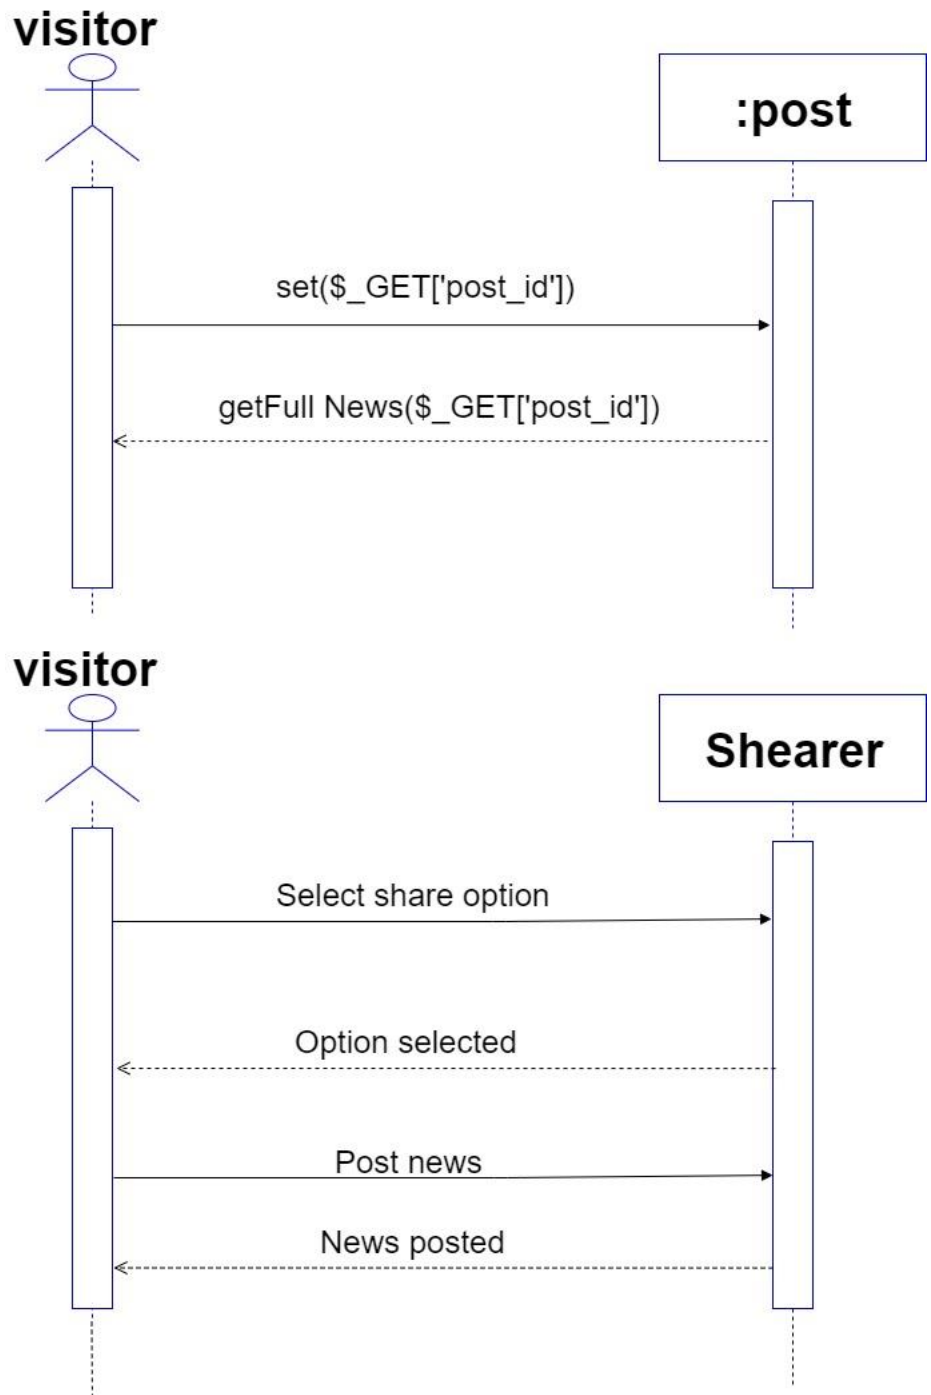 visitor
:post
set($_GET['post_id'])
getFull News($_GET['post_id'])
visitor
Shearer
Select share option
Option selected
Post news
News posted